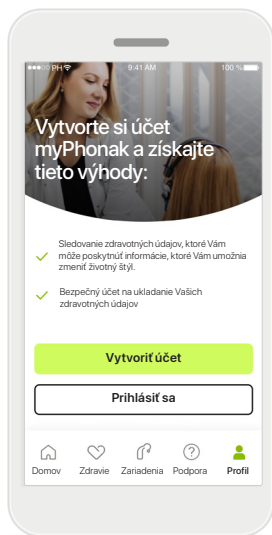 PH
9:41 AM
100 %
Vytvorte si účet
myPhonak a získajte
tieto výhody:
Sledovanie zdravotných údajov, ktoré Vám
môže poskytnúť informácie, ktoré Vám umožnia
zmeniť životný štýl.
Bezpečný účet na ukladanie Vašich
zdravotných údajov
Vytvoriť účet
Prihlásiť sa
Domov Zdravie Zariadenia Podpora Profil